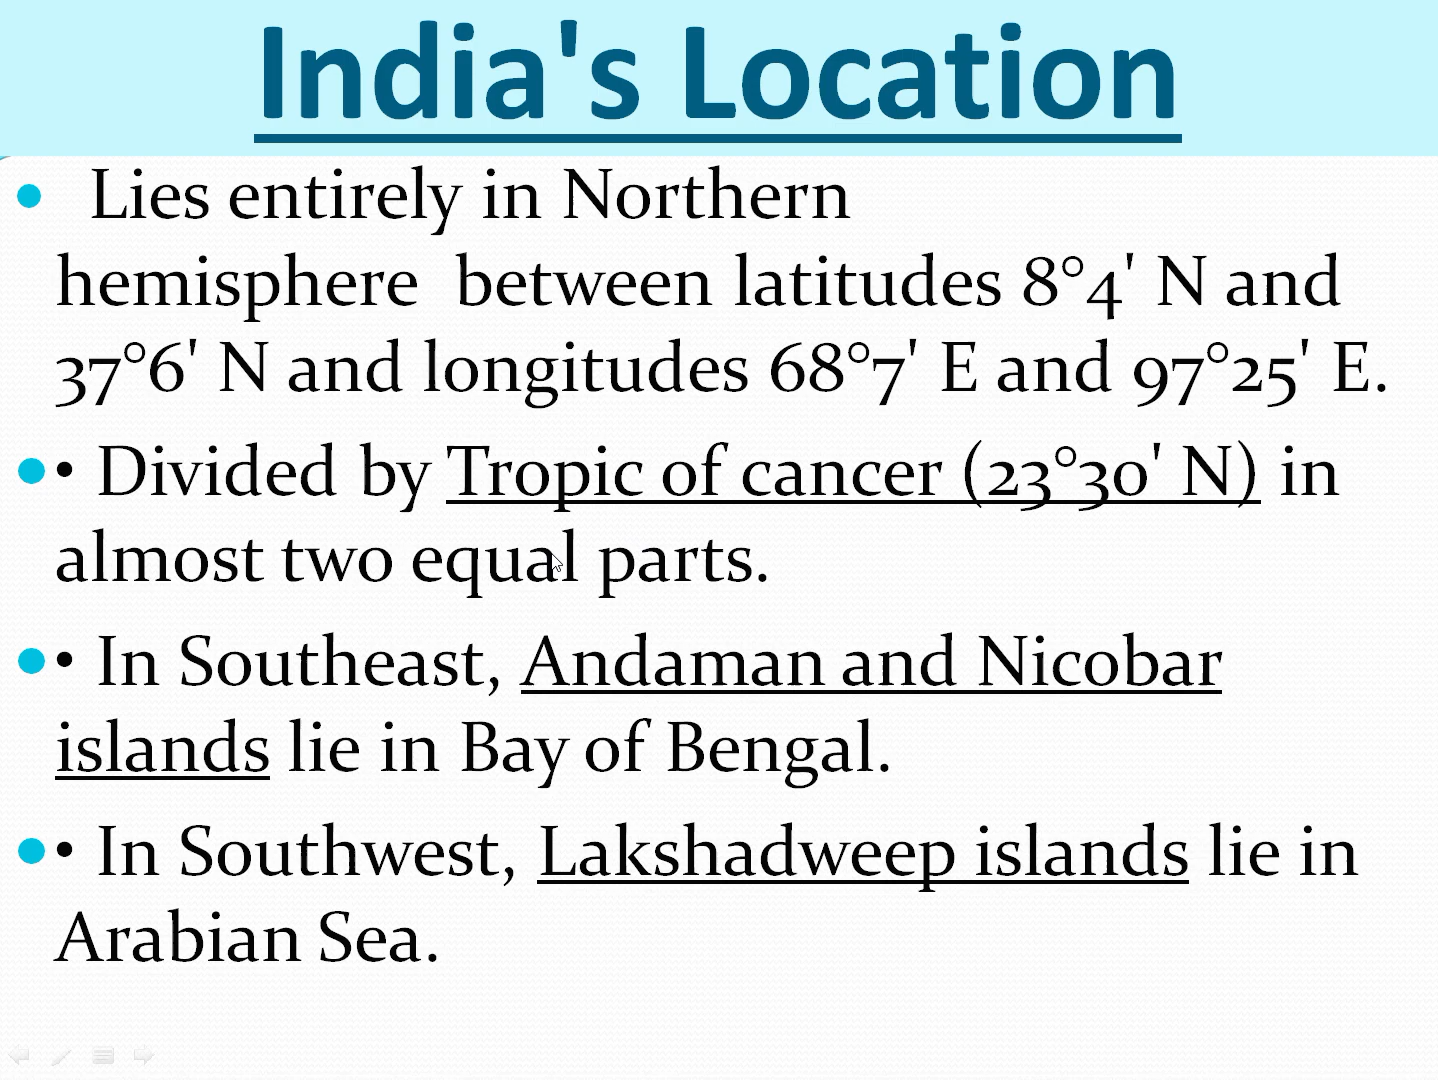 India's Location
• Lies entirely in Northern
hemisphere between latitudes 8°4' N and
37°6' N and longitudes 68°7' E and 97°25' E.
• • Divided by Tropic of cancer (23°30' N) in
almost two equal parts.
• • In Southeast, Andaman and Nicobar
islands lie in Bay of Bengal.
• • In Southwest, Lakshadweep islands lie in
Arabian Sea.